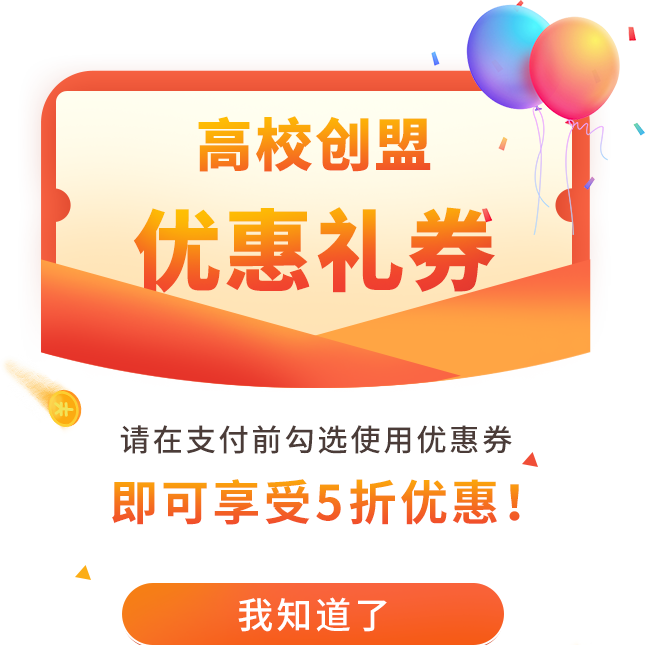 高校创盟
优惠礼券
请在支付前勾选使用优惠券
即可享受5折优惠！
我知道了